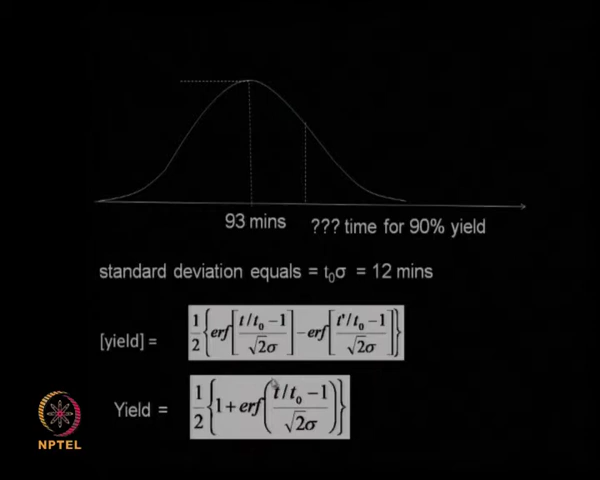 93 mins
??? time for 90% yield
standard deviation equals = t₀σ = 12 mins
[yield] = 1/2 { erf [ (t/t₀ −1) / √2σ ] − erf [ (t'/t₀ −1) / √2σ ] }
Yield = 1/2 { 1 + erf ( (t/t₀ −1) / √2σ ) }
NPTEL